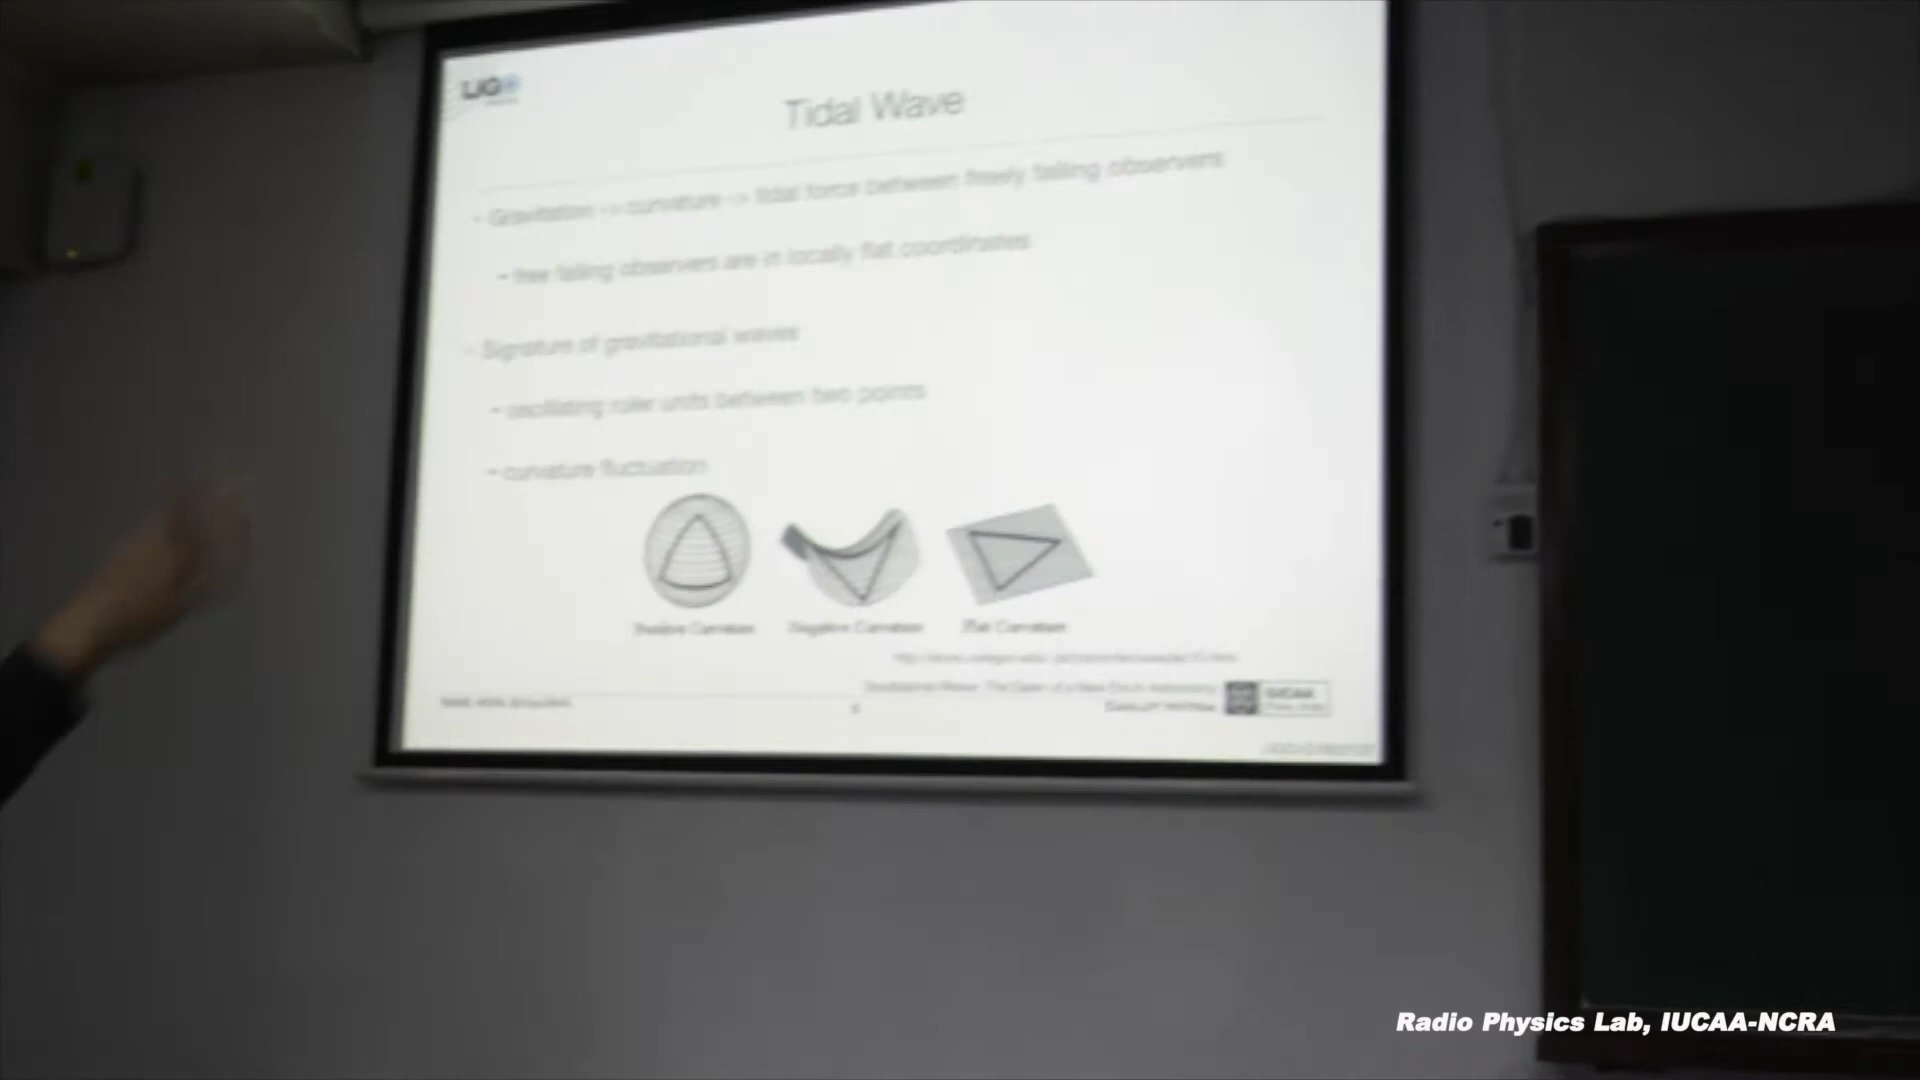 LIGO
Tidal Wave
- Gravitation -> curvature -> tidal force between freely falling observers
- free falling observers are in locally flat coordinates
- Signature of gravitational waves
- oscillating ruler units between two points
- curvature fluctuation
Positive Curvature Negative Curvature Flat Curvature
IUCAA
Radio Physics Lab, IUCAA-NCRA